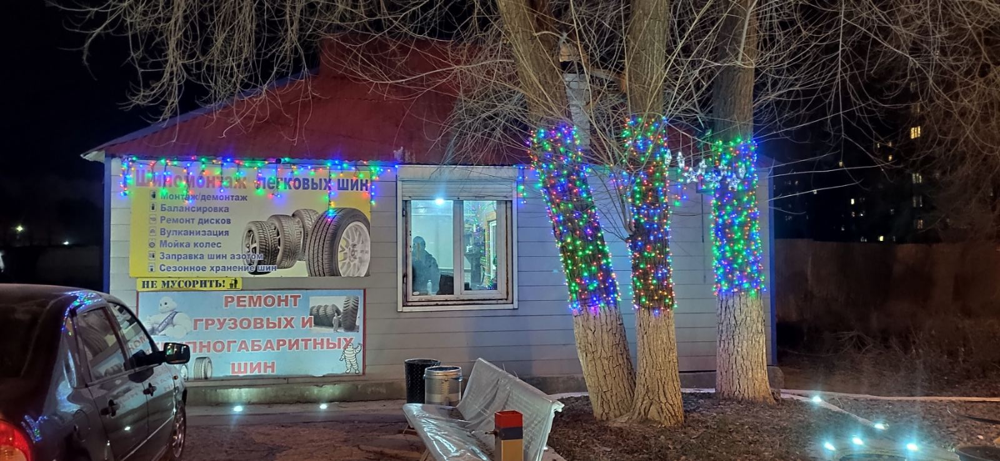 Шиномонтаж легковых шин
Монтаж/демонтаж
Балансировка
Ремонт дисков
Вулканизация
Мойка колес
Заправка шин азотом
Сезонное хранение шин
НЕ МУСОРИТЬ!
РЕМОНТ
ГРУЗОВЫХ И
ПНОГАБАРИТНЫХ
ШИН